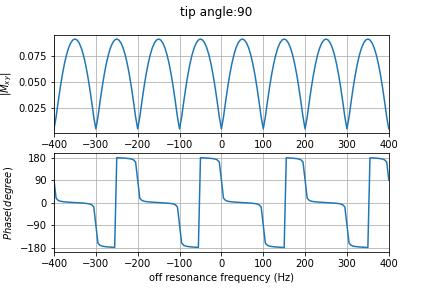 tip angle:90
|Mxy|
0.075
0.050
0.025
−400 −300 −200 −100 0 100 200 300 400
Phase(degree)
180
90
0
−90
−180
−400 −300 −200 −100 0 100 200 300 400
off resonance frequency (Hz)